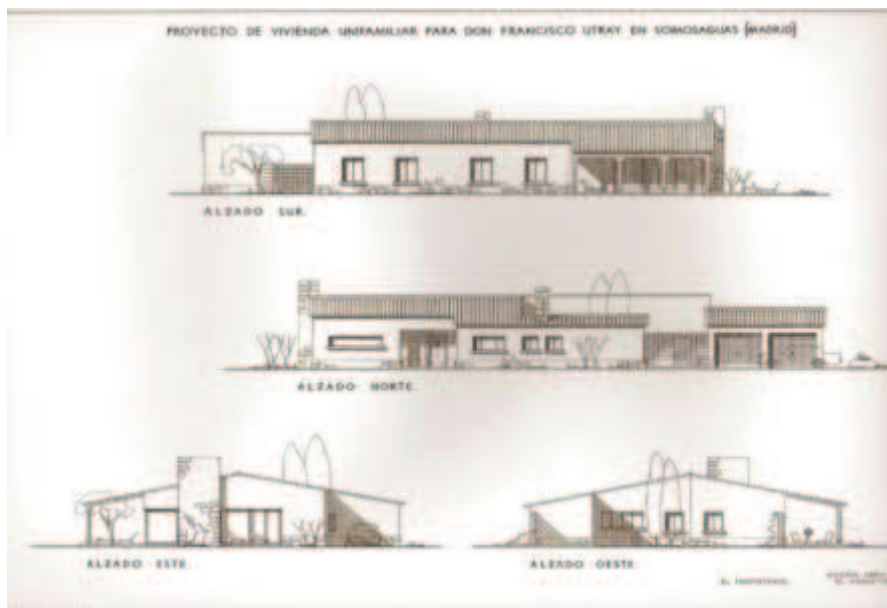 PROYECTO DE VIVIENDA UNIFAMILIAR PARA DON FRANCISCO UTRAY EN SOMOSAGUAS (MADRID)
ALZADO SUR.
ALZADO NORTE.
ALZADO ESTE.
ALZADO OESTE.
EL PROPIETARIO.
EL ARQUITECTO